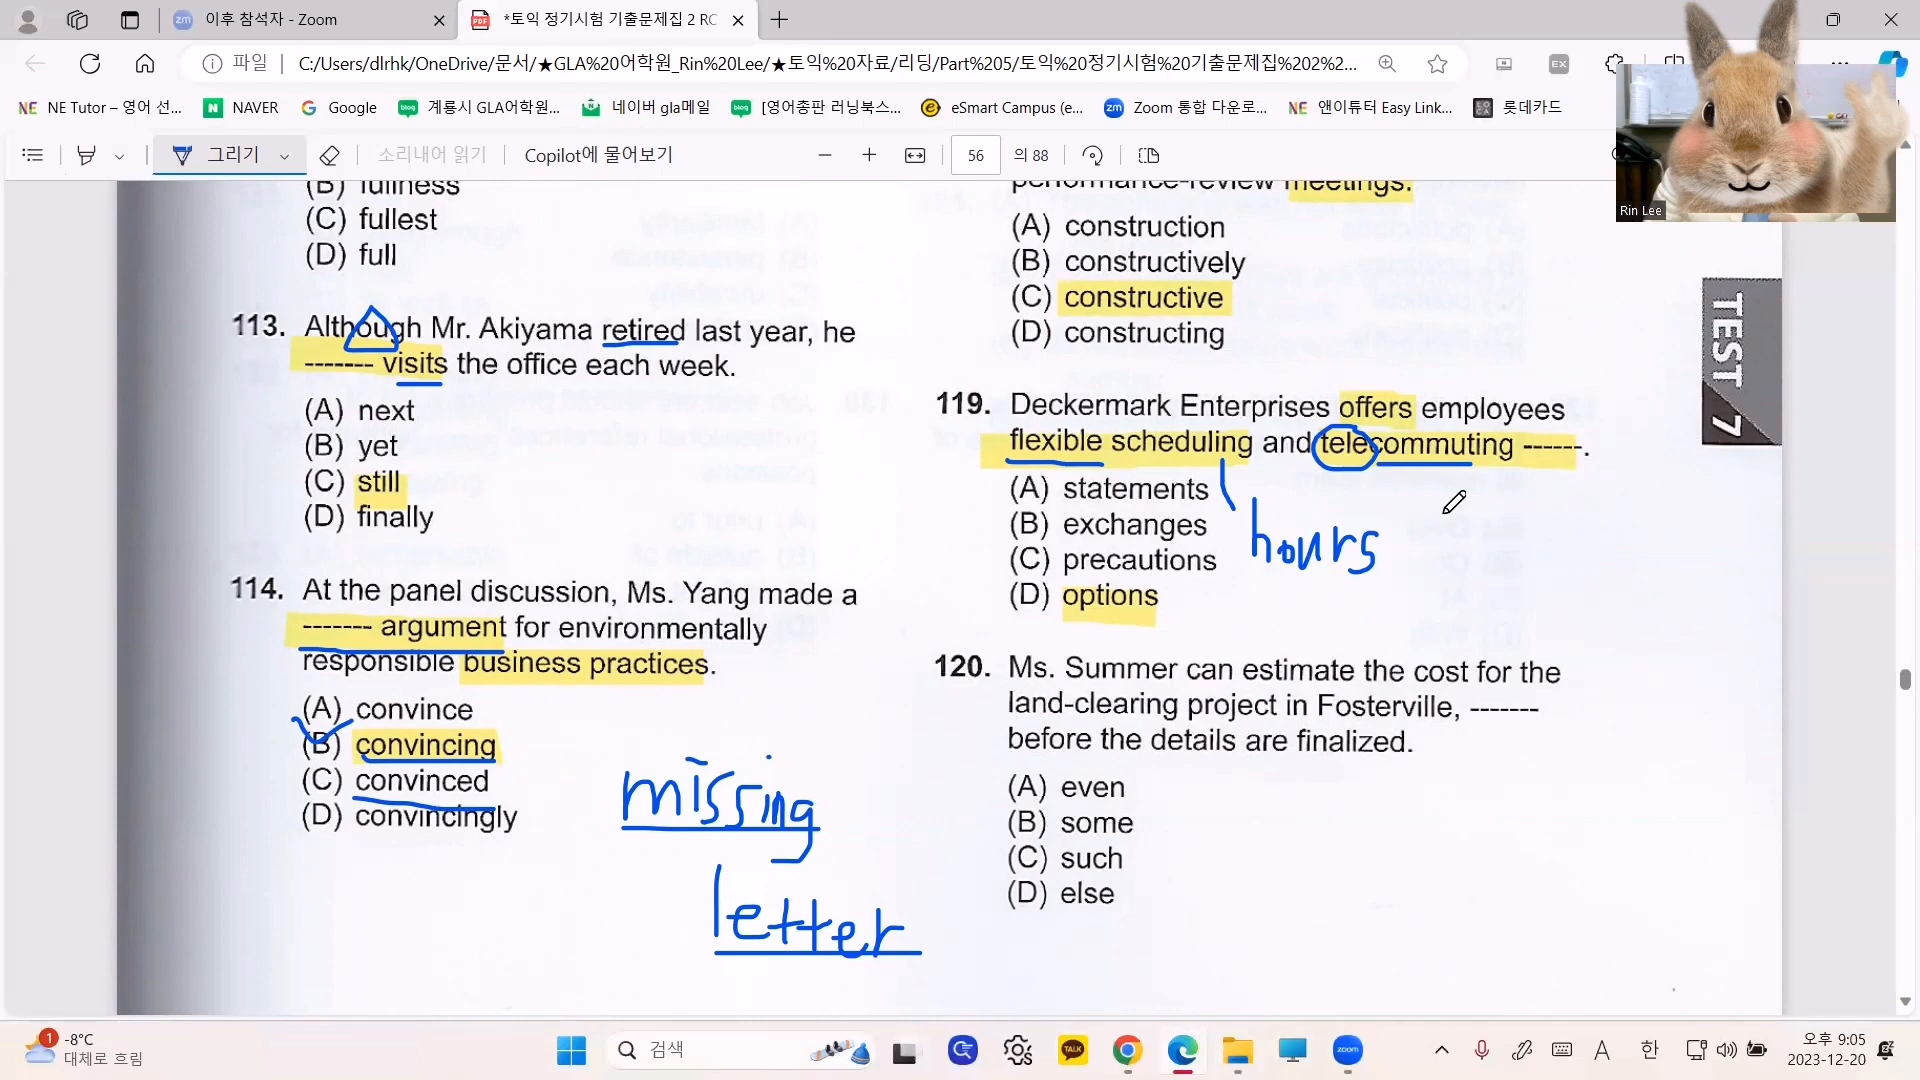 이후 참석자 - Zoom
*토익 정기시험 기출문제집 2 RC
파일 C:/Users/dlrhk/OneDrive/문서/★GLA%20어학원_Rin%20Lee/★토익%20자료/리딩/Part%205/토익%20정기시험%20기출문제집%202%2...
NE Tutor – 영어 선... NAVER Google 계룡시 GLA어학원... 네이버 gla메일 [영어총판 러닝북스... eSmart Campus (e... Zoom 통합 다운로... 앤이튜터 Easy Link... 롯데카드
그리기 소리내어 읽기 Copilot에 물어보기 56 의 88
Rin Lee
(B) fullness
(C) fullest
(D) full
113. Although Mr. Akiyama retired last year, he
------- visits the office each week.
(A) next
(B) yet
(C) still
(D) finally
114. At the panel discussion, Ms. Yang made a
------- argument for environmentally
responsible business practices.
(A) convince
(B) convincing
(C) convinced
(D) convincingly
missing
letter
performance-review meetings.
(A) construction
(B) constructively
(C) constructive
(D) constructing
119. Deckermark Enterprises offers employees
flexible scheduling and telecommuting ------.
(A) statements
(B) exchanges
(C) precautions
(D) options
hours
120. Ms. Summer can estimate the cost for the
land-clearing project in Fosterville, -------
before the details are finalized.
(A) even
(B) some
(C) such
(D) else
TEST 7
-8°C
대체로 흐림
검색
오후 9:05
2023-12-20